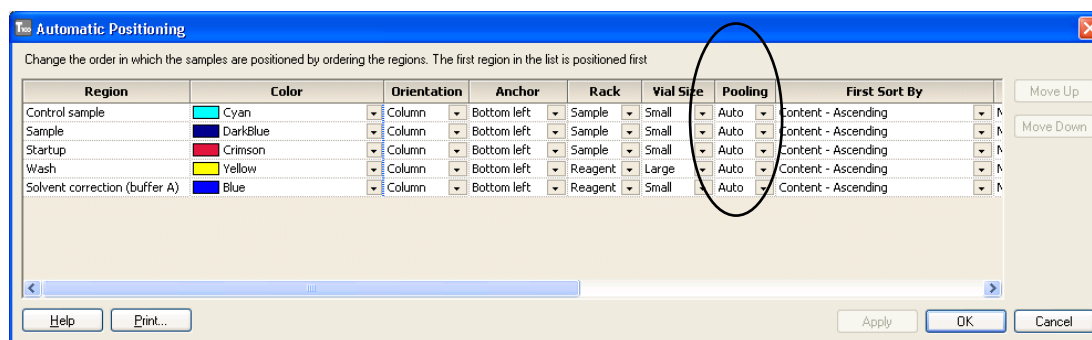 T100 Automatic Positioning
Change the order in which the samples are positioned by ordering the regions. The first region in the list is positioned first
Region Color Orientation Anchor Rack Vial Size Pooling First Sort By
Control sample Cyan Column Bottom left Sample Small Auto Content - Ascending
Sample DarkBlue Column Bottom left Sample Small Auto Content - Ascending
Startup Crimson Column Bottom left Sample Small Auto Content - Ascending
Wash Yellow Column Bottom left Reagent Large Auto Content - Ascending
Solvent correction (buffer A) Blue Column Bottom left Reagent Small Auto Content - Ascending
Move Up
Move Down
Help Print... Apply OK Cancel